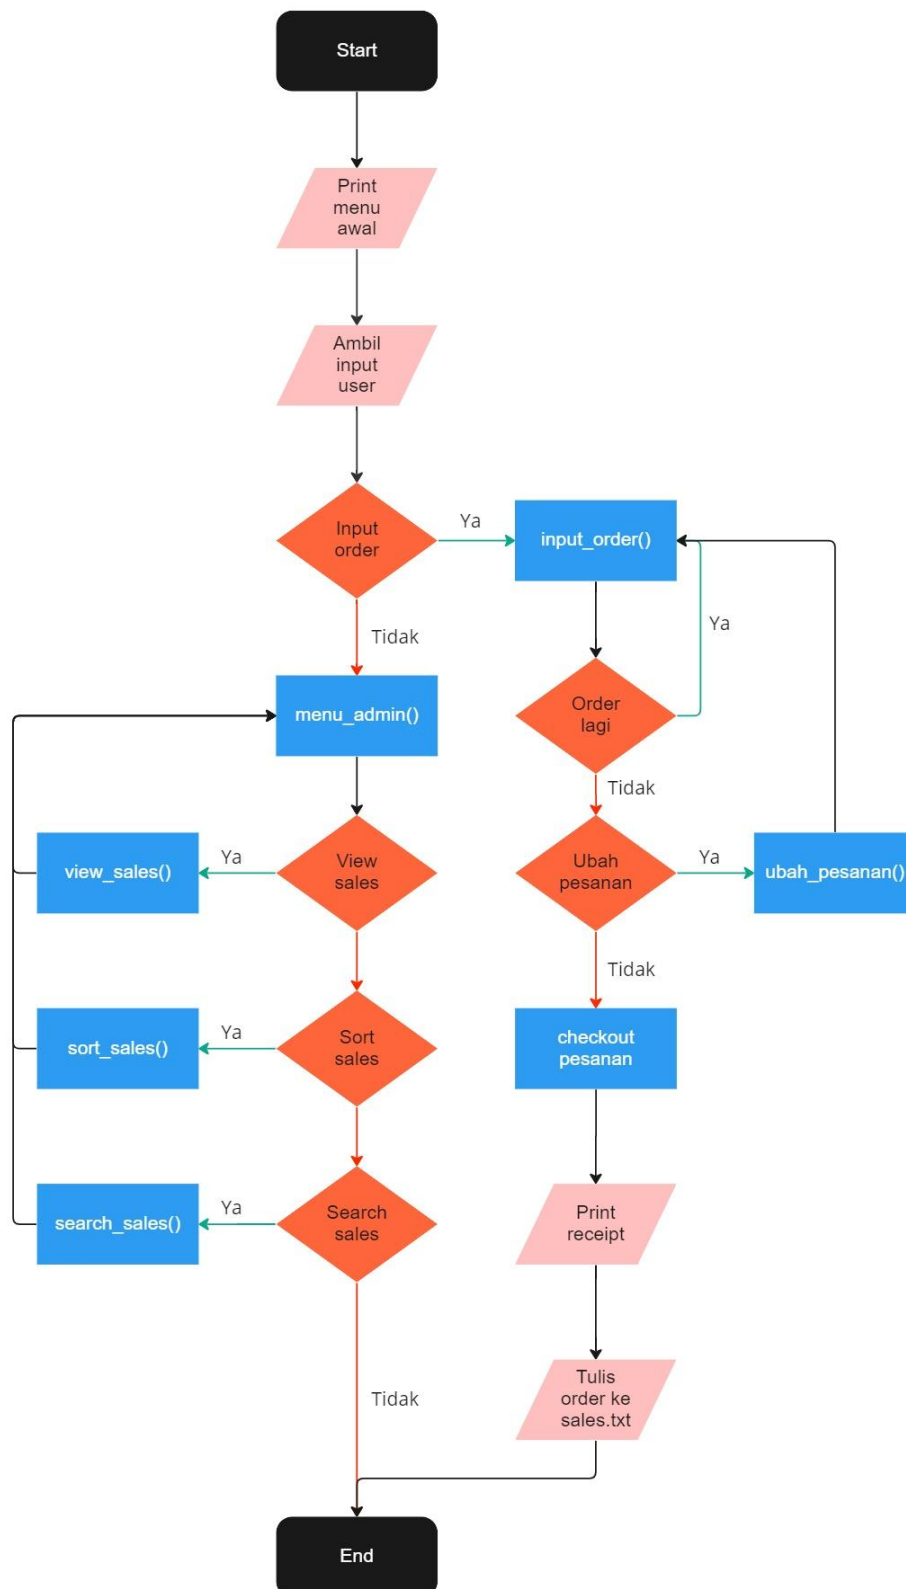 Start
Print
menu
awal
Ambil
input
user
Input
order
Ya
input_order()
Tidak
Ya
menu_admin()
Order
lagi
Tidak
view_sales()
Ya
View
sales
Ubah
pesanan
Ya
ubah_pesanan()
Tidak
sort_sales()
Ya
Sort
sales
checkout
pesanan
search_sales()
Ya
Search
sales
Print
receipt
Tidak
Tulis
order ke
sales.txt
End